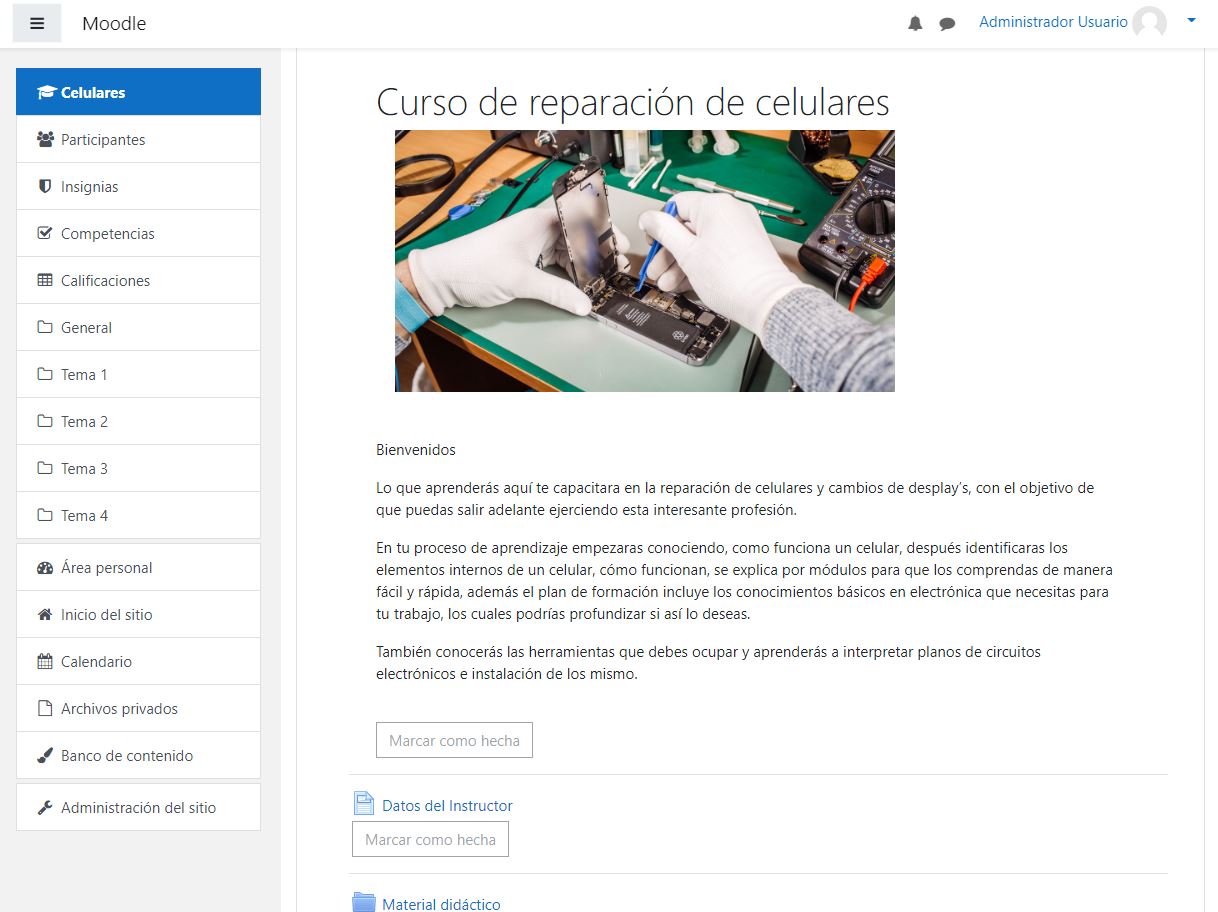 Moodle
Administrador Usuario
Celulares
Participantes
Insignias
Competencias
Calificaciones
General
Tema 1
Tema 2
Tema 3
Tema 4
Área personal
Inicio del sitio
Calendario
Archivos privados
Banco de contenido
Administración del sitio
Curso de reparación de celulares
Bienvenidos
Lo que aprenderás aquí te capacitara en la reparación de celulares y cambios de desplay's, con el objetivo de
que puedas salir adelante ejerciendo esta interesante profesión.
En tu proceso de aprendizaje empezaras conociendo, como funciona un celular, después identificaras los
elementos internos de un celular, cómo funcionan, se explica por módulos para que los comprendas de manera
fácil y rápida, además el plan de formación incluye los conocimientos básicos en electrónica que necesitas para
tu trabajo, los cuales podrías profundizar si así lo deseas.
También conocerás las herramientas que debes ocupar y aprenderás a interpretar planos de circuitos
electrónicos e instalación de los mismo.
Marcar como hecha
Datos del Instructor
Marcar como hecha
Material didáctico